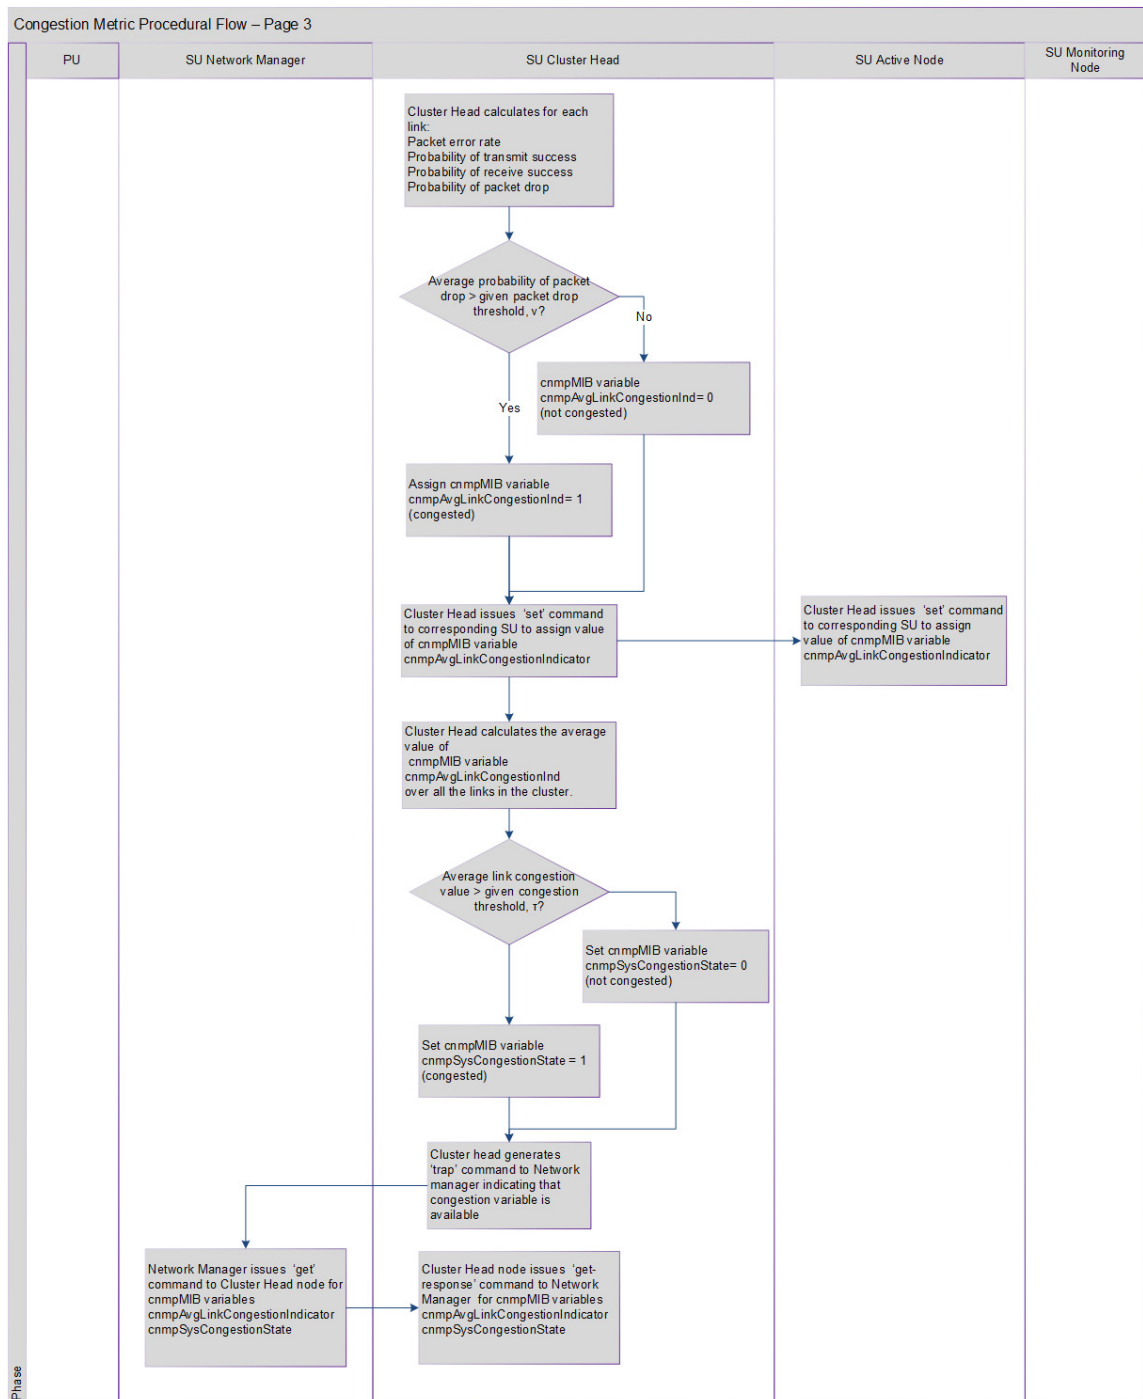 Congestion Metric Procedural Flow – Page 3
PU
SU Network Manager
SU Cluster Head
SU Active Node
SU Monitoring
Node
Cluster Head calculates for each
link:
Packet error rate
Probability of transmit success
Probability of receive success
Probability of packet drop
Average probability of packet
drop > given packet drop
threshold, ν?
No
cnmpMIB variable
cnmpAvgLinkCongestionInd= 0
(not congested)
Yes
Assign cnmpMIB variable
cnmpAvgLinkCongestionInd= 1
(congested)
Cluster Head issues ‘set’ command
to corresponding SU to assign value
of cnmpMIB variable
cnmpAvgLinkCongestionIndicator
Cluster Head issues ‘set’ command
to corresponding SU to assign
value of cnmpMIB variable
cnmpAvgLinkCongestionIndicator
Cluster Head calculates the average
value of
cnmpMIB variable
cnmpAvgLinkCongestionInd
over all the links in the cluster.
Average link congestion
value > given congestion
threshold, τ?
Set cnmpMIB variable
cnmpSysCongestionState= 0
(not congested)
Set cnmpMIB variable
cnmpSysCongestionState = 1
(congested)
Cluster head generates
‘trap’ command to Network
manager indicating that
congestion variable is
available
Network Manager issues ‘get’
command to Cluster Head node for
cnmpMIB variables
cnmpAvgLinkCongestionIndicator
cnmpSysCongestionState
Cluster Head node issues ‘get-
response’ command to Network
Manager for cnmpMIB variables
cnmpAvgLinkCongestionIndicator
cnmpSysCongestionState
Phase